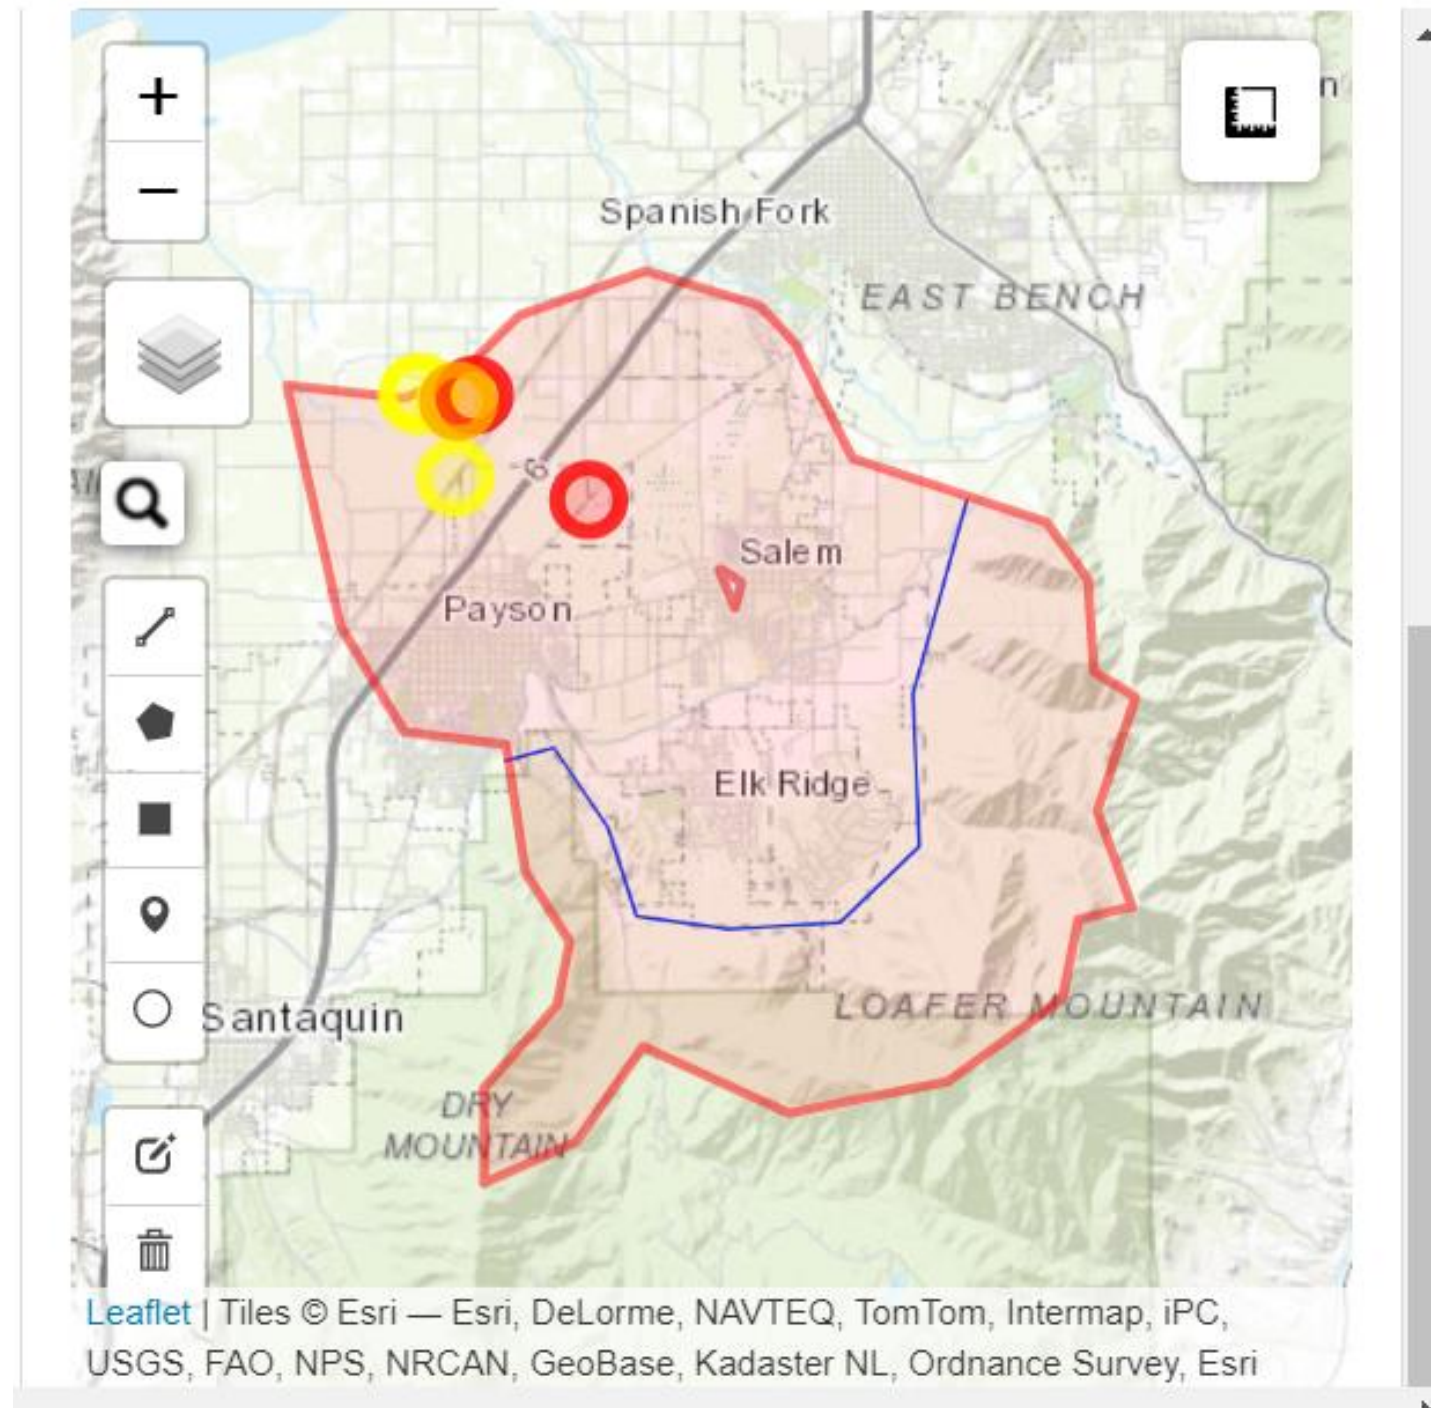 +
n
−
Spanish Fork
EAST BENCH
6
Salem
Payson
Elk Ridge
LOAFER MOUNTAIN
Santaquin
DRY
MOUNTAIN
Leaflet | Tiles © Esri — Esri, DeLorme, NAVTEQ, TomTom, Intermap, iPC,
USGS, FAO, NPS, NRCAN, GeoBase, Kadaster NL, Ordnance Survey, Esri